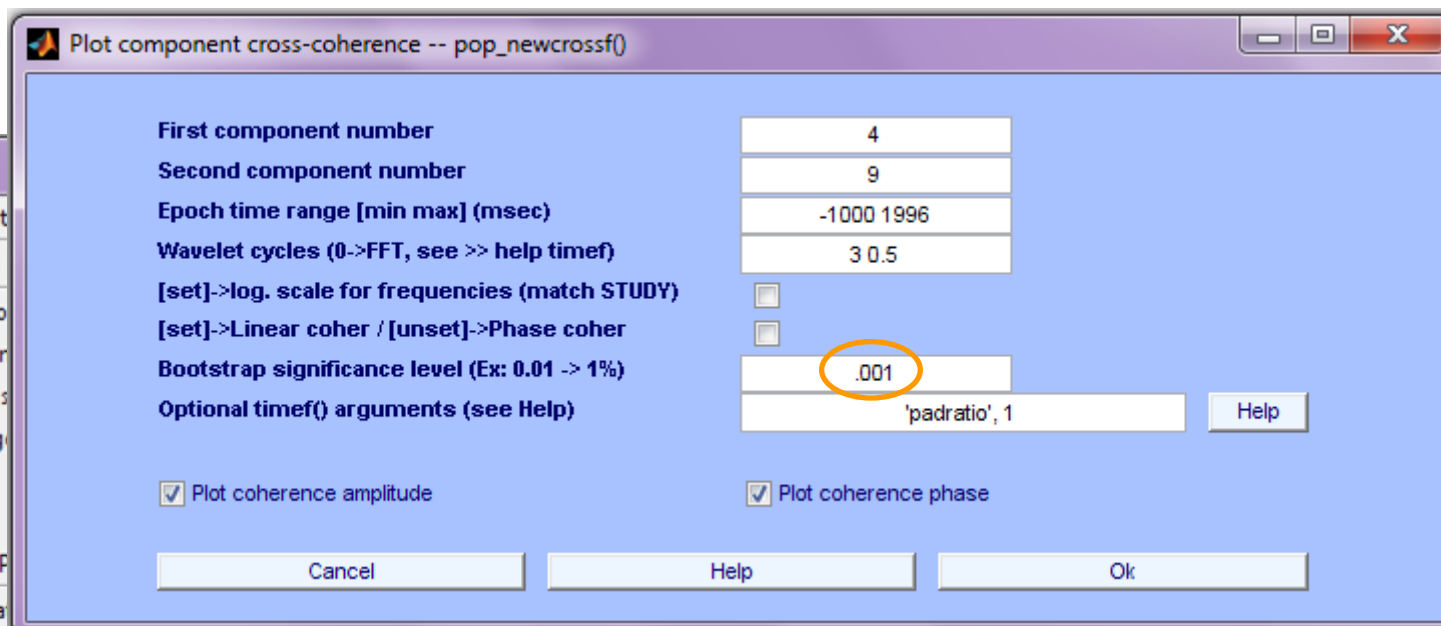 Plot component cross-coherence -- pop_newcrossf()
First component number 4
Second component number 9
Epoch time range [min max] (msec) -1000 1996
Wavelet cycles (0->FFT, see >> help timef) 3 0.5
[set]->log. scale for frequencies (match STUDY)
[set]->Linear coher / [unset]->Phase coher
Bootstrap significance level (Ex: 0.01 -> 1%) .001
Optional timef() arguments (see Help) 'padratio', 1 Help
Plot coherence amplitude Plot coherence phase
Cancel Help Ok